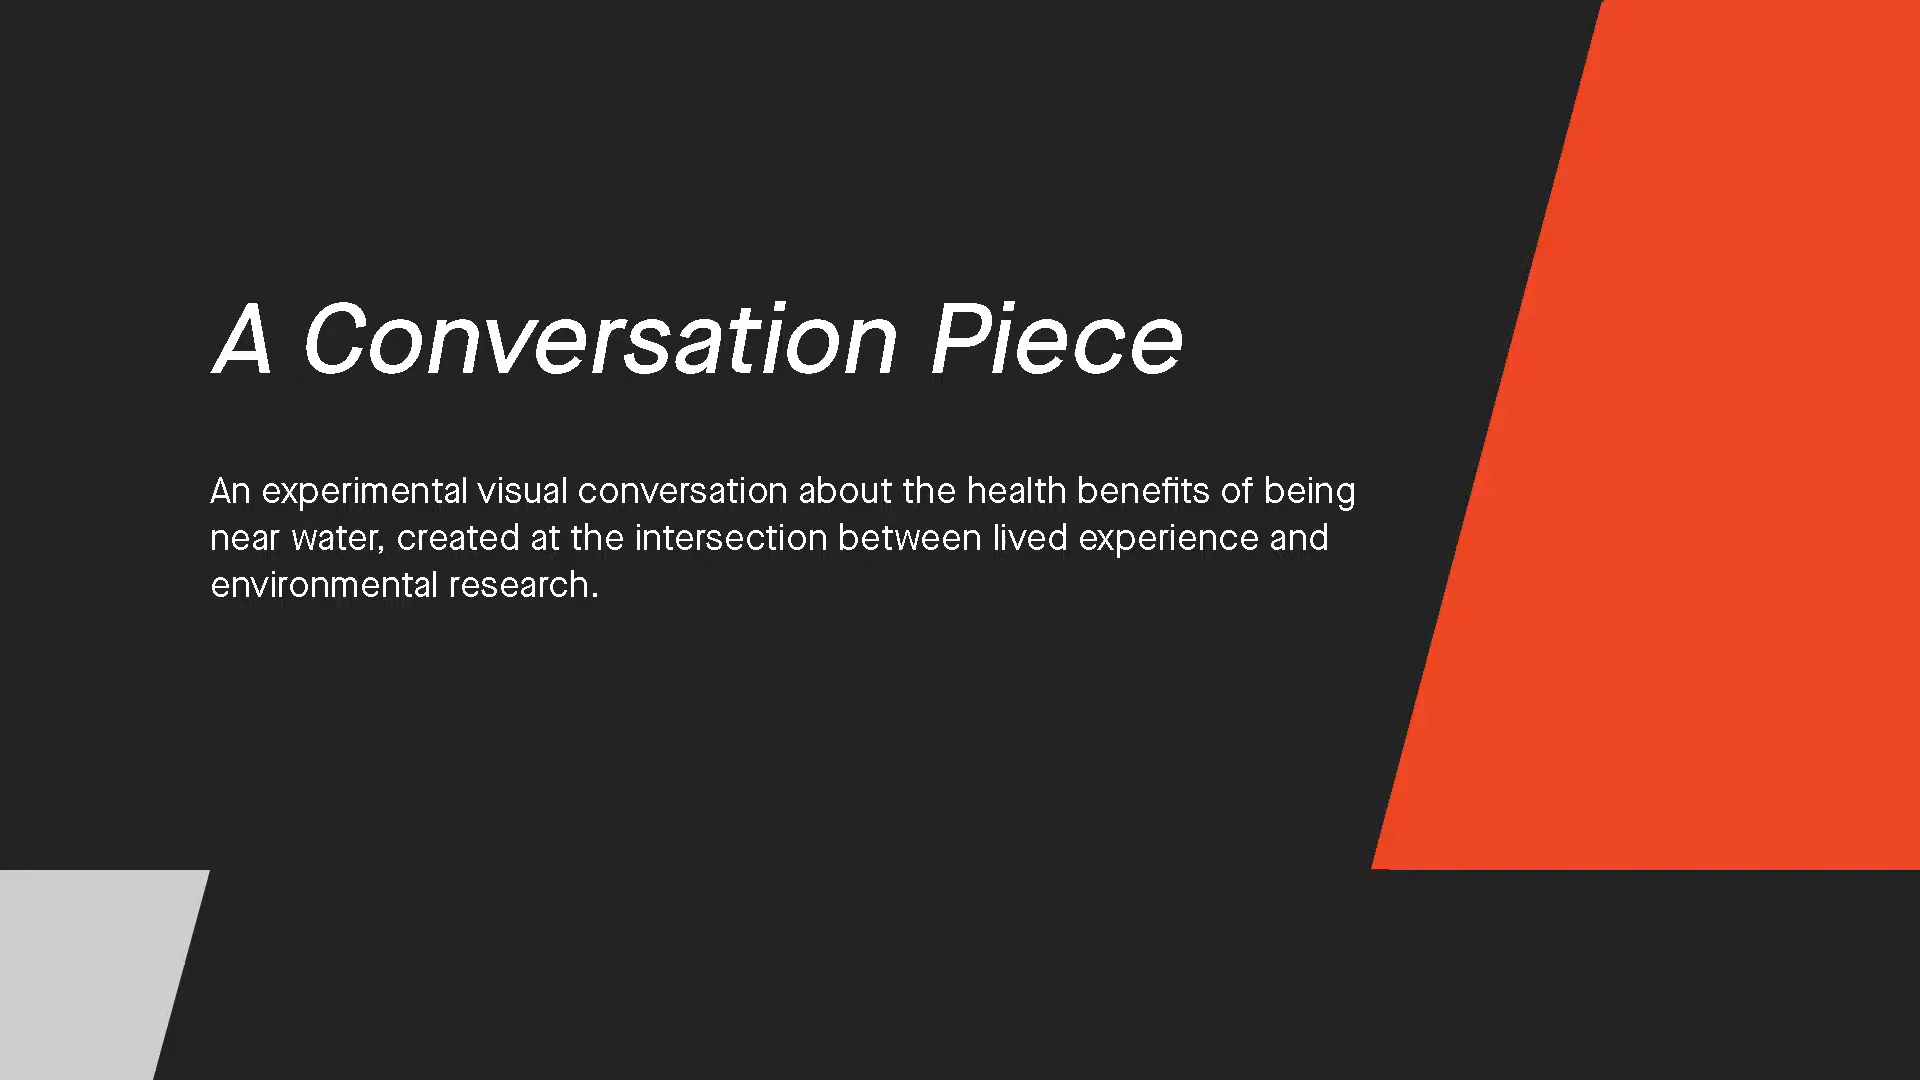 A Conversation Piece
An experimental visual conversation about the health benefits of being
near water, created at the intersection between lived experience and
environmental research.